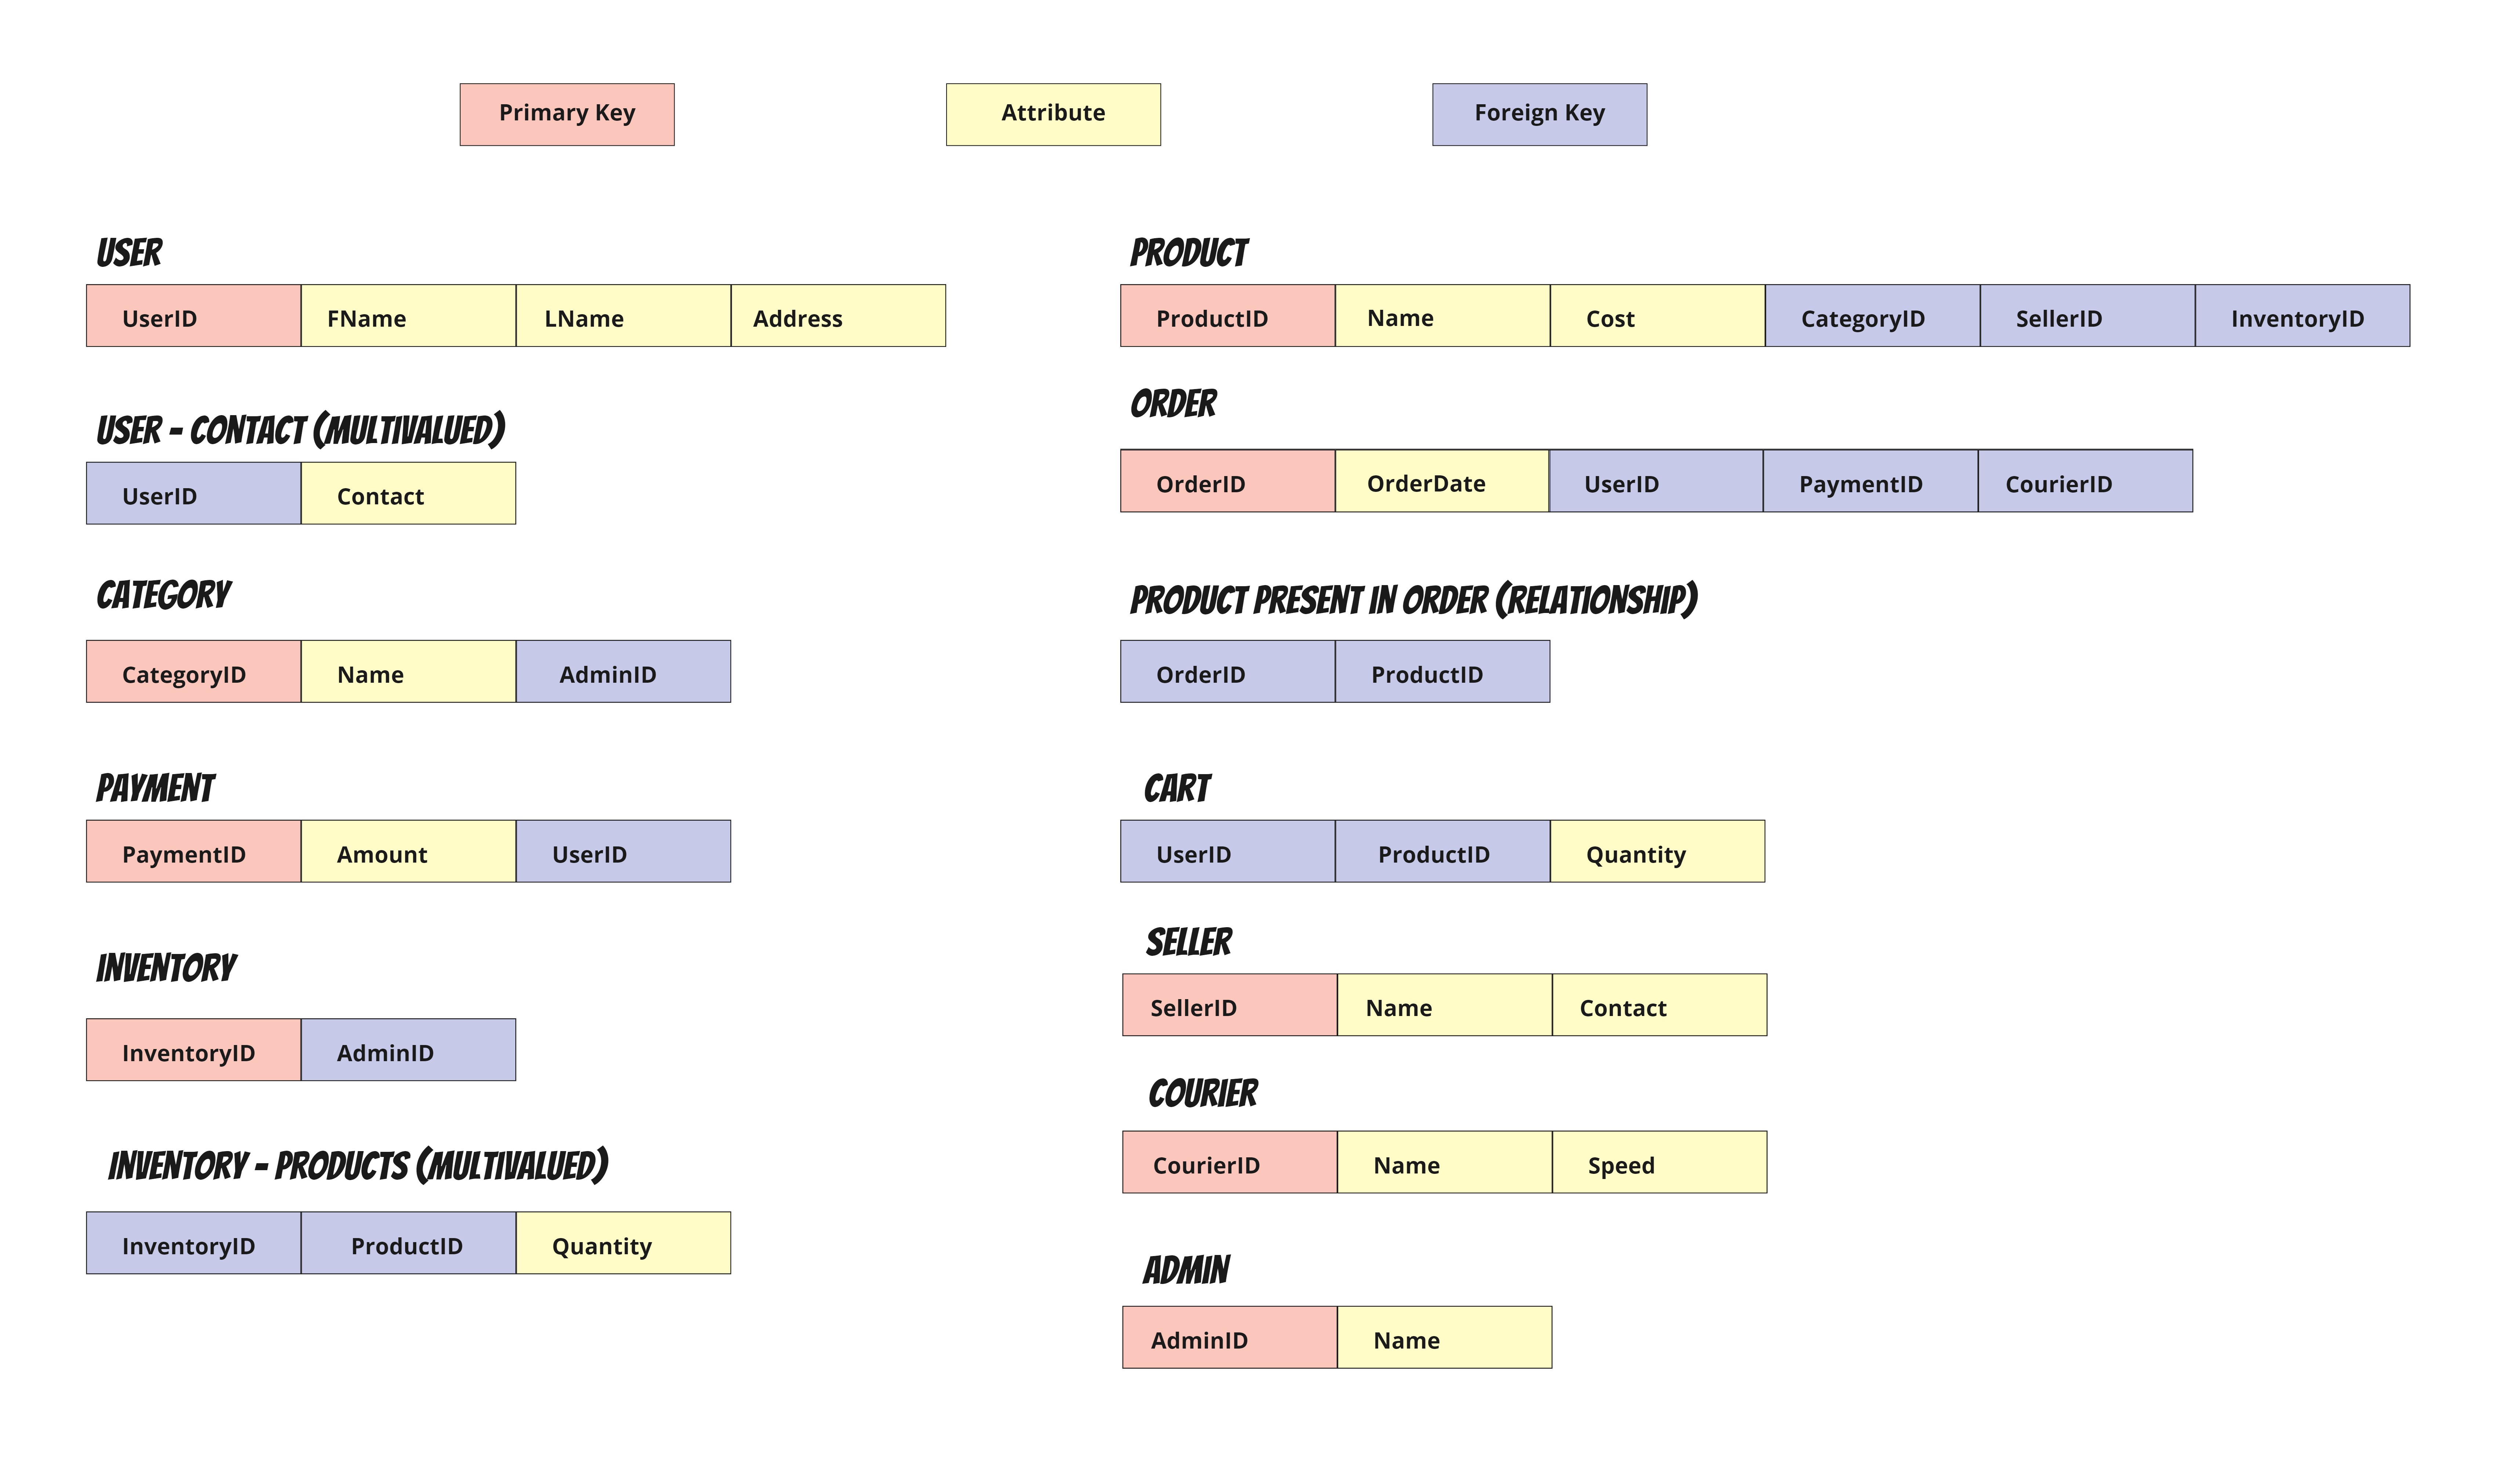 Primary Key Attribute Foreign Key
USER
UserID FName LName Address
USER - CONTACT (MULTIVALUED)
UserID Contact
CATEGORY
CategoryID Name AdminID
PAYMENT
PaymentID Amount UserID
INVENTORY
InventoryID AdminID
INVENTORY - PRODUCTS (MULTIVALUED)
InventoryID ProductID Quantity
PRODUCT
ProductID Name Cost CategoryID SellerID InventoryID
ORDER
OrderID OrderDate UserID PaymentID CourierID
PRODUCT PRESENT IN ORDER (RELATIONSHIP)
OrderID ProductID
CART
UserID ProductID Quantity
SELLER
SellerID Name Contact
COURIER
CourierID Name Speed
ADMIN
AdminID Name